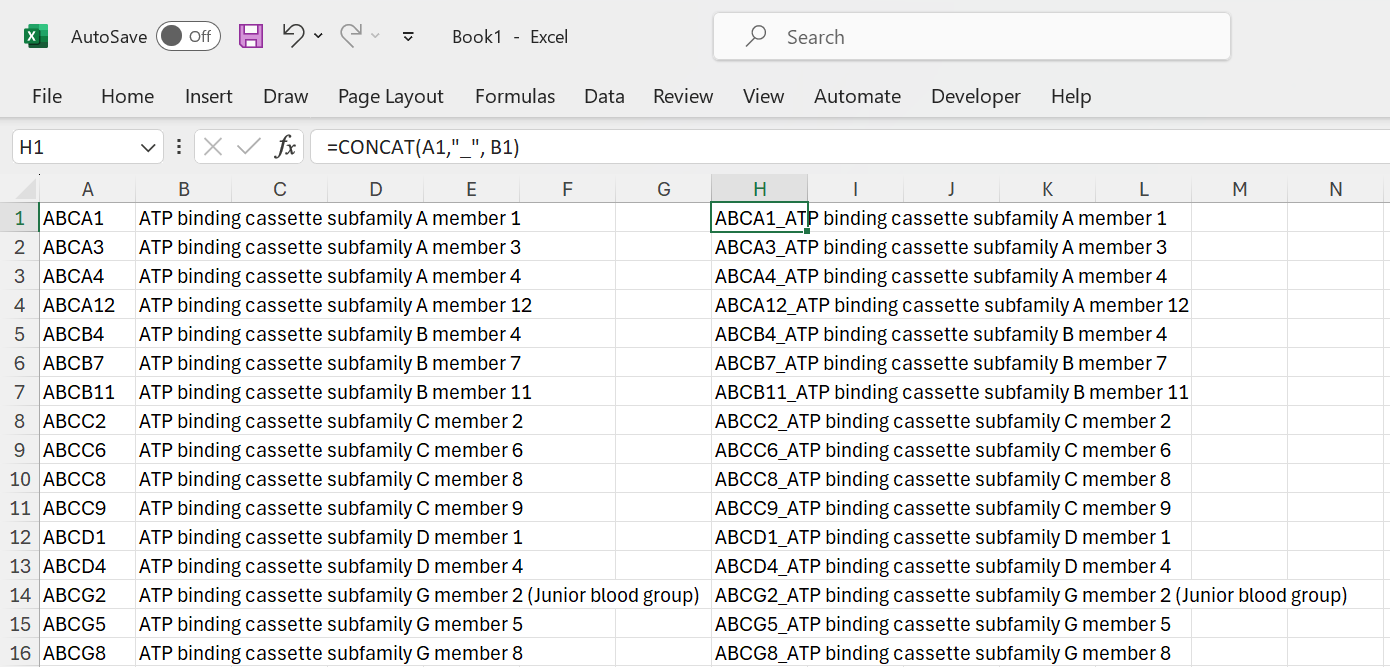 AutoSave Off Book1 - Excel Search
File Home Insert Draw Page Layout Formulas Data Review View Automate Developer Help
H1 fx =CONCAT(A1,"_", B1)
A B C D E F G H I J K L M N
1 ABCA1 ATP binding cassette subfamily A member 1 ABCA1_ATP binding cassette subfamily A member 1
2 ABCA3 ATP binding cassette subfamily A member 3 ABCA3_ATP binding cassette subfamily A member 3
3 ABCA4 ATP binding cassette subfamily A member 4 ABCA4_ATP binding cassette subfamily A member 4
4 ABCA12 ATP binding cassette subfamily A member 12 ABCA12_ATP binding cassette subfamily A member 12
5 ABCB4 ATP binding cassette subfamily B member 4 ABCB4_ATP binding cassette subfamily B member 4
6 ABCB7 ATP binding cassette subfamily B member 7 ABCB7_ATP binding cassette subfamily B member 7
7 ABCB11 ATP binding cassette subfamily B member 11 ABCB11_ATP binding cassette subfamily B member 11
8 ABCC2 ATP binding cassette subfamily C member 2 ABCC2_ATP binding cassette subfamily C member 2
9 ABCC6 ATP binding cassette subfamily C member 6 ABCC6_ATP binding cassette subfamily C member 6
10 ABCC8 ATP binding cassette subfamily C member 8 ABCC8_ATP binding cassette subfamily C member 8
11 ABCC9 ATP binding cassette subfamily C member 9 ABCC9_ATP binding cassette subfamily C member 9
12 ABCD1 ATP binding cassette subfamily D member 1 ABCD1_ATP binding cassette subfamily D member 1
13 ABCD4 ATP binding cassette subfamily D member 4 ABCD4_ATP binding cassette subfamily D member 4
14 ABCG2 ATP binding cassette subfamily G member 2 (Junior blood group) ABCG2_ATP binding cassette subfamily G member 2 (Junior blood group)
15 ABCG5 ATP binding cassette subfamily G member 5 ABCG5_ATP binding cassette subfamily G member 5
16 ABCG8 ATP binding cassette subfamily G member 8 ABCG8_ATP binding cassette subfamily G member 8